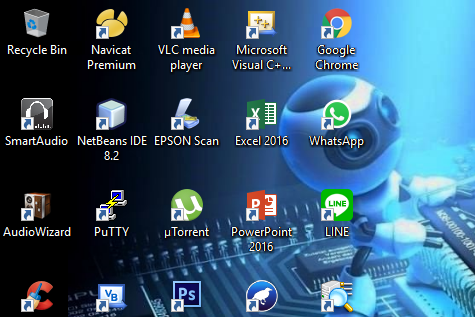 Recycle Bin
Navicat
Premium
VLC media
player
Microsoft
Visual C+...
Google
Chrome
SmartAudio
NetBeans IDE
8.2
EPSON Scan
Excel 2016
WhatsApp
LINE
AudioWizard
PuTTY
µTorrent
PowerPoint
2016
LINE
VB
Ps